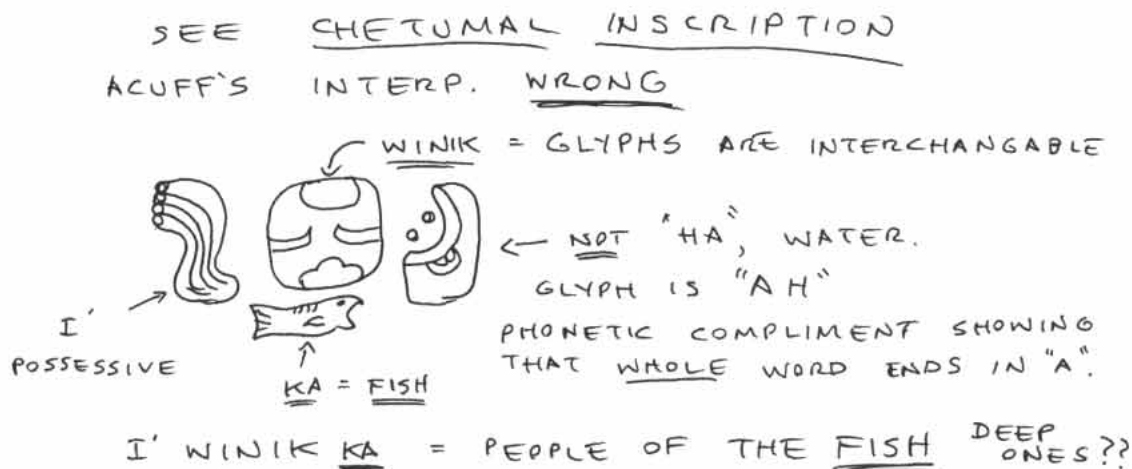 SEE CHETUMAL INSCRIPTION
ACUFF'S INTERP. WRONG
WINIK = GLYPHS ARE INTERCHANGABLE
← NOT "HA", WATER.
GLYPH IS "AH"
PHONETIC COMPLIMENT SHOWING
THAT WHOLE WORD ENDS IN "A".
I'
POSSESSIVE
KA = FISH
I' WINIK KA = PEOPLE OF THE FISH DEEP ONES??